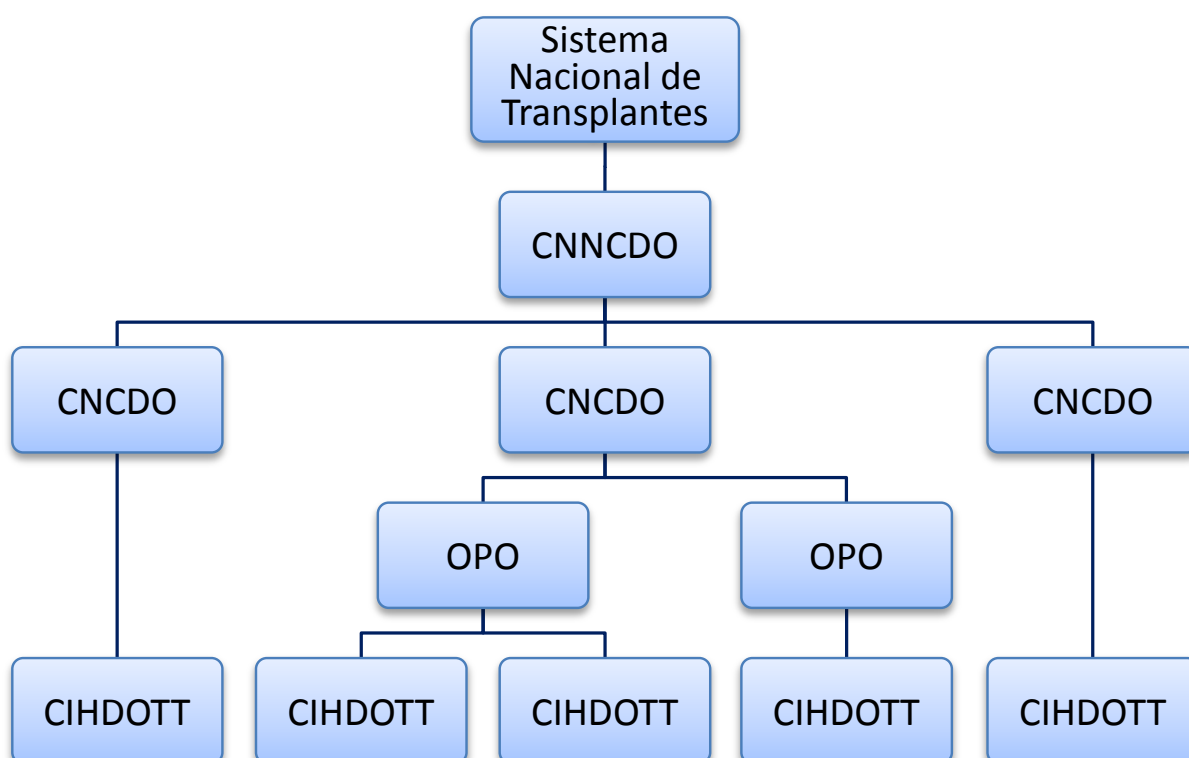 Sistema
Nacional de
Transplantes
CNNCDO
CNCDO
CNCDO
CNCDO
OPO
OPO
CIHDOTT
CIHDOTT
CIHDOTT
CIHDOTT
CIHDOTT